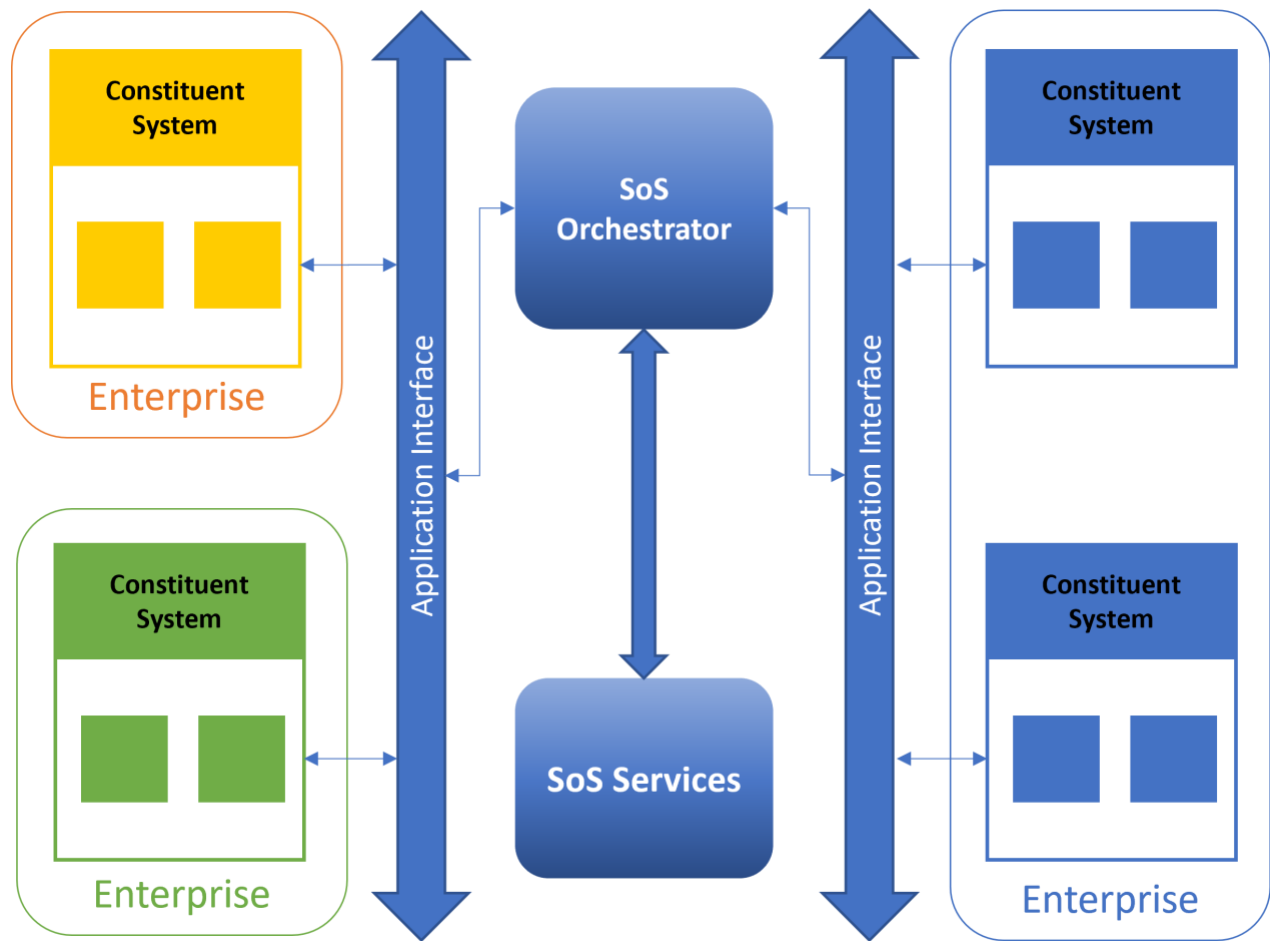 Constituent
System
Enterprise
Constituent
System
Enterprise
Application Interface
SoS
Orchestrator
SoS Services
Application Interface
Constituent
System
Constituent
System
Enterprise